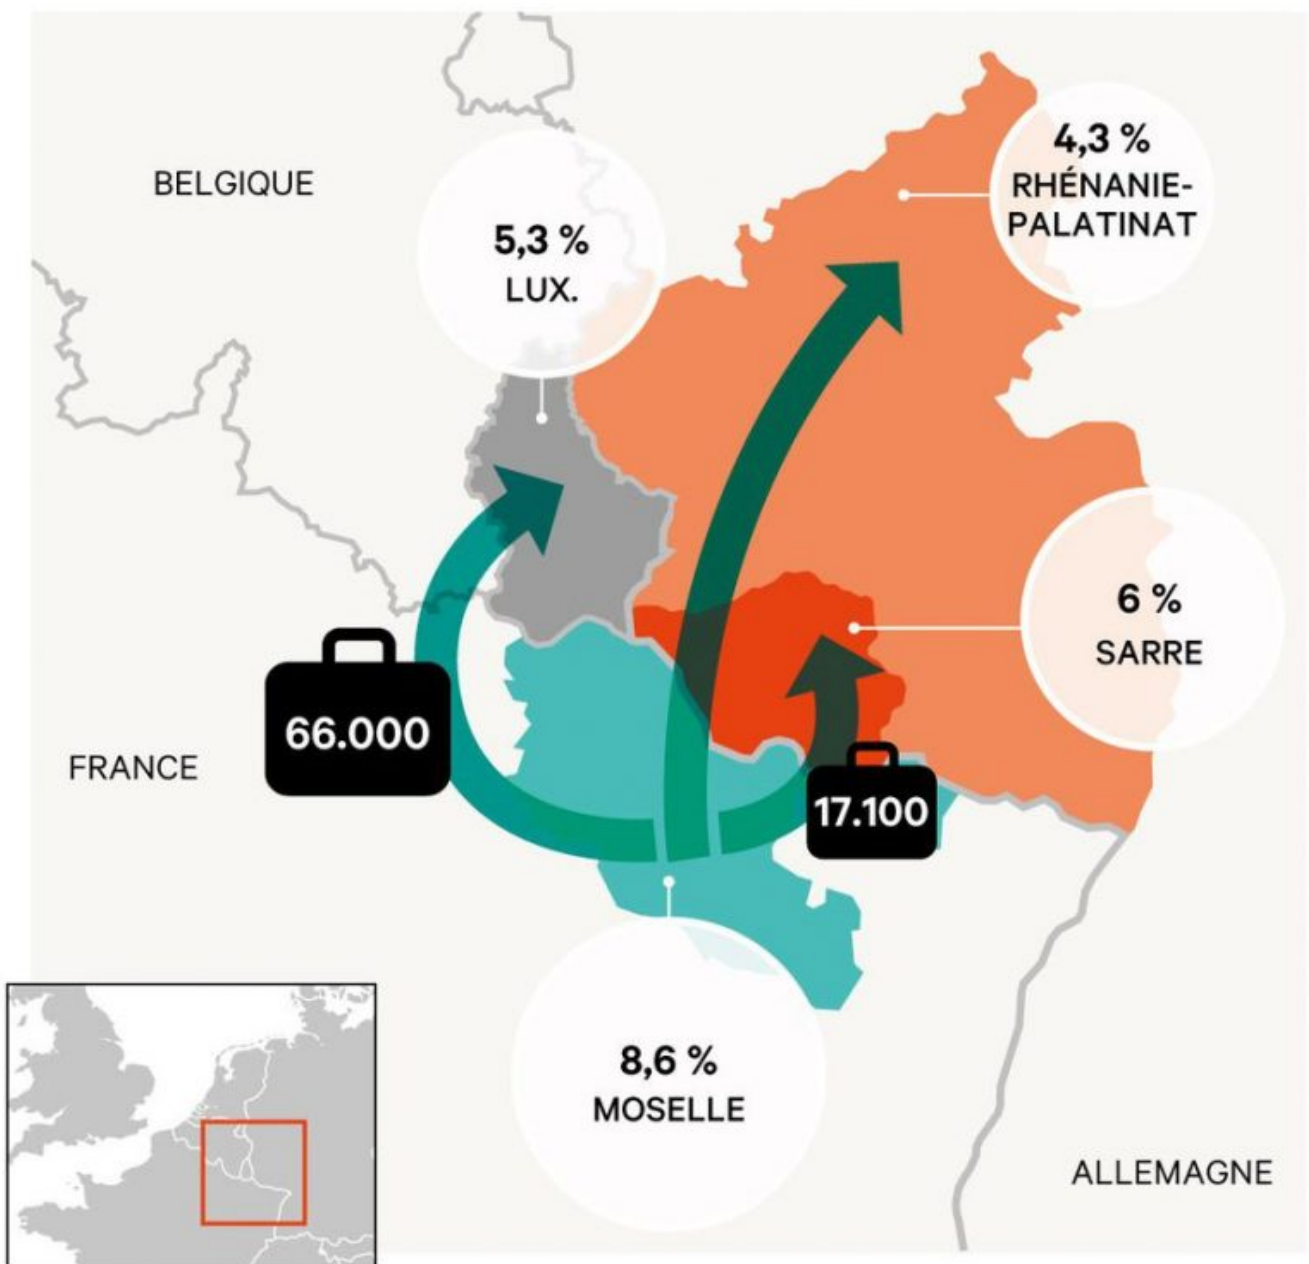 4,3 %
RHÉNANIE-
PALATINAT
BELGIQUE
5,3 %
LUX.
6 %
SARRE
66.000
FRANCE
17.100
8,6 %
MOSELLE
ALLEMAGNE